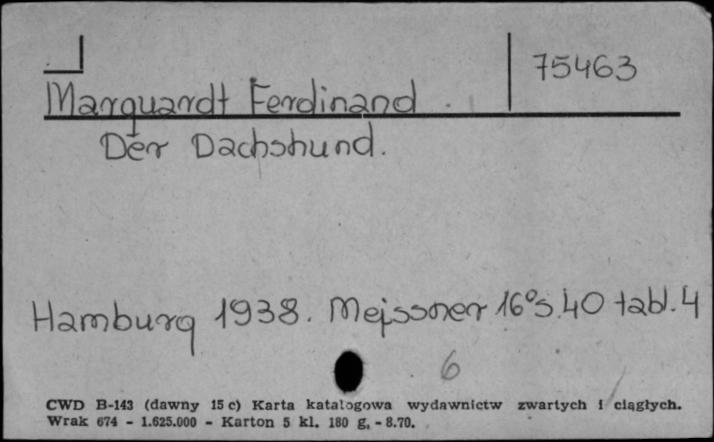 75463
Marquardt Ferdinand
Der Dachshund.
Hamburg 1938. Mejssner 16° s. 40 tabl. 4
6
CWD B-143 (dawny 15 c) Karta katalogowa wydawnictw zwartych i ciągłych.
Wrak 674 - 1.625.000 - Karton 5 kl. 180 g. - 8.70.